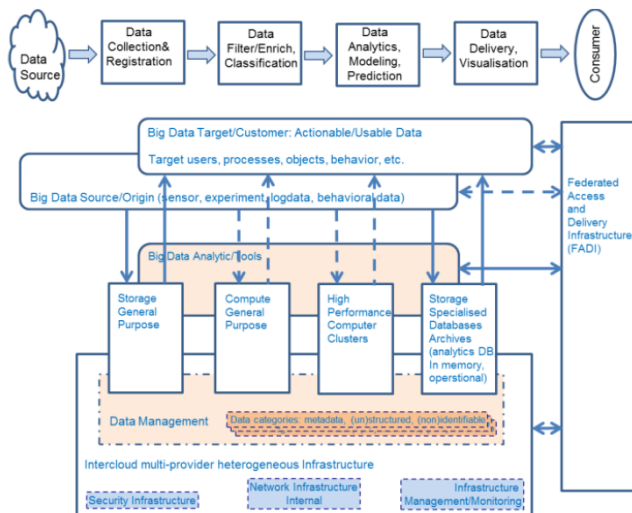 Data
Source
Data
Collection&
Registration
Data
Filter/Enrich,
Classification
Data
Analytics,
Modeling,
Prediction
Data
Delivery,
Visualisation
Consumer
Big Data Target/Customer: Actionable/Usable Data
Target users, processes, objects, behavior, etc.
Big Data Source/Origin (sensor, experiment, logdata, behavioral data)
Big Data Analytic/Tools
Federated
Access
and
Delivery
Infrastructure
(FADI)
Storage
General
Purpose
Compute
General
Purpose
High
Performance
Computer
Clusters
Storage
Specialised
Databases
Archives
(analytics DB
In memory,
operstional)
Data Management
Data categories: metadata, (un)structured, (non)identifiable
Intercloud multi-provider heterogeneous Infrastructure
Security Infrastructure
Network Infrastructure
Internal
Infrastructure
Management/Monitoring